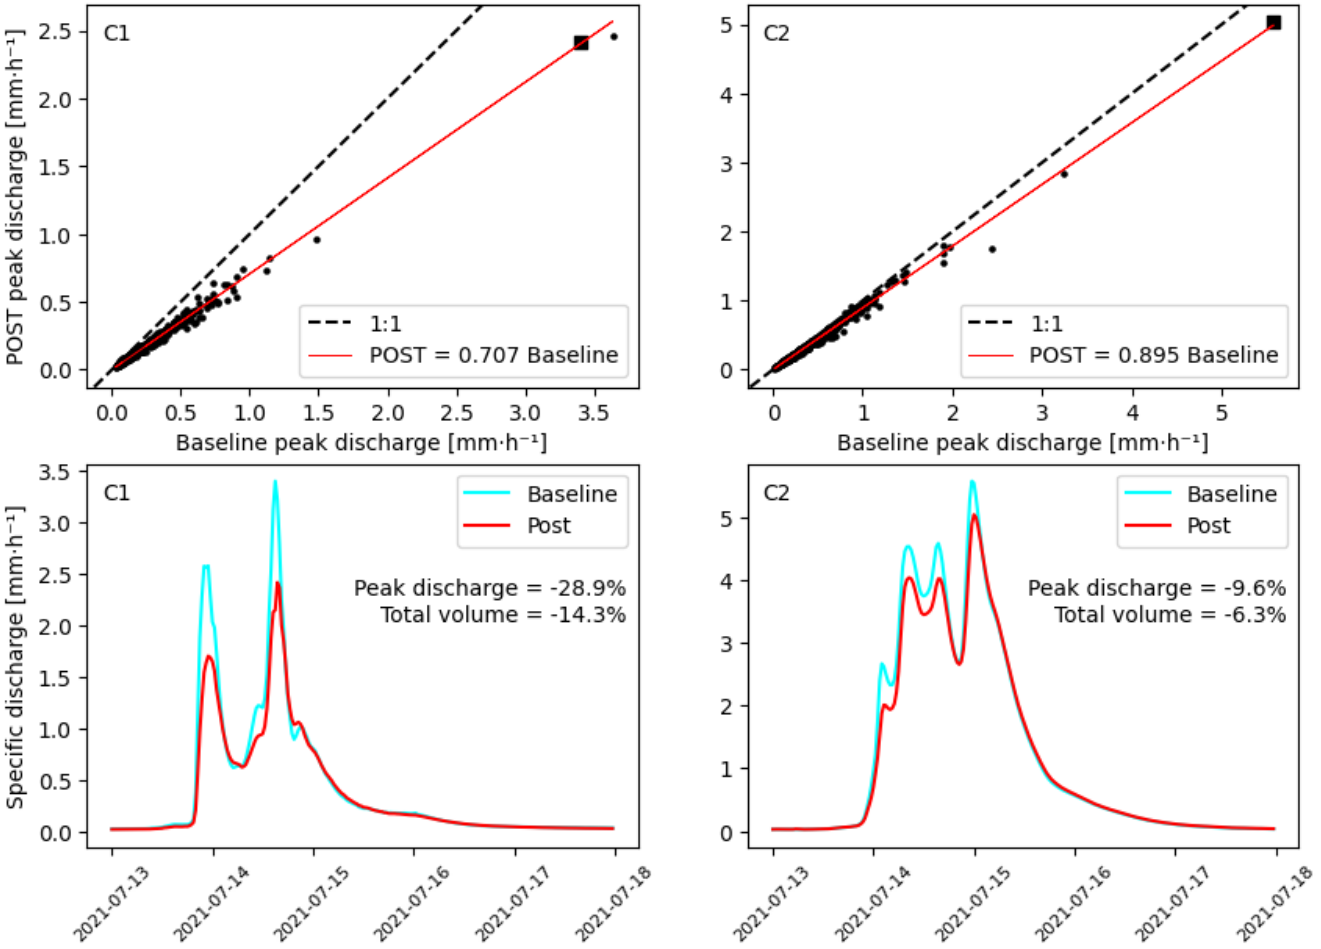 C1
POST peak discharge [mm·h⁻¹]
2.5
2.0
1.5
1.0
0.5
0.0
1:1
POST = 0.707 Baseline
0.0 0.5 1.0 1.5 2.0 2.5 3.0 3.5
Baseline peak discharge [mm·h⁻¹]
C2
5
4
3
2
1
0
1:1
POST = 0.895 Baseline
0 1 2 3 4 5
Baseline peak discharge [mm·h⁻¹]
C1
Specific discharge [mm·h⁻¹]
3.5
3.0
2.5
2.0
1.5
1.0
0.5
0.0
Baseline
Post
Peak discharge = -28.9%
Total volume = -14.3%
2021-07-13 2021-07-14 2021-07-15 2021-07-16 2021-07-17 2021-07-18
C2
5
4
3
2
1
0
Baseline
Post
Peak discharge = -9.6%
Total volume = -6.3%
2021-07-13 2021-07-14 2021-07-15 2021-07-16 2021-07-17 2021-07-18